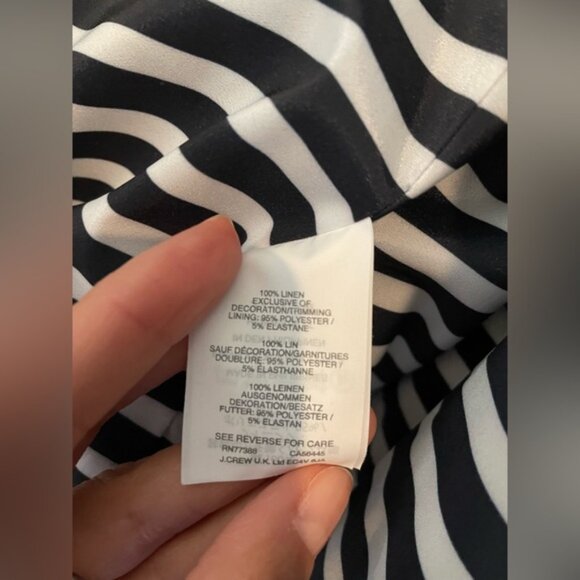 100% LINEN
EXCLUSIVE OF
DECORATION/TRIMMING
LINING: 95% POLYESTER /
5% ELASTANE
100% LIN
SAUF DÉCORATION/GARNITURES
DOUBLURE: 95% POLYESTER /
5% ELASTHANNE
100% LEINEN
AUSGENOMMEN
DEKORATION/BESATZ
FUTTER: 95% POLYESTER /
5% ELASTAN
SEE REVERSE FOR CARE
RN77388 CA56445
J.CREW U.K. Ltd